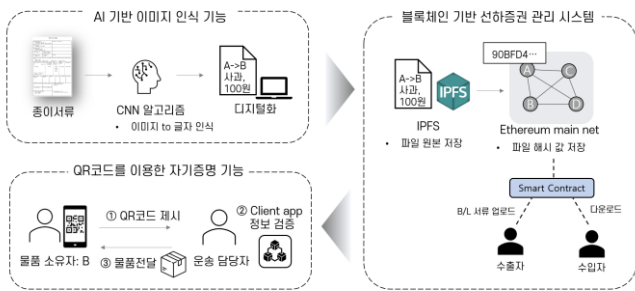 AI 기반 이미지 인식 기능
종이서류
CNN 알고리즘
• 이미지 to 글자 인식
A->B
사과,
100원
디지털화
블록체인 기반 선하증권 관리 시스템
A->B
사과,
100원
IPFS
IPFS
• 파일 원본 저장
90BFD4…
A
C
B
D
Ethereum main net
• 파일 해시 값 저장
Smart Contract
B/L 서류 업로드
다운로드
수출자
수입자
QR코드를 이용한 자기증명 기능
① QR코드 제시
② Client app
정보 검증
③ 물품전달
물품 소유자: B
운송 담당자